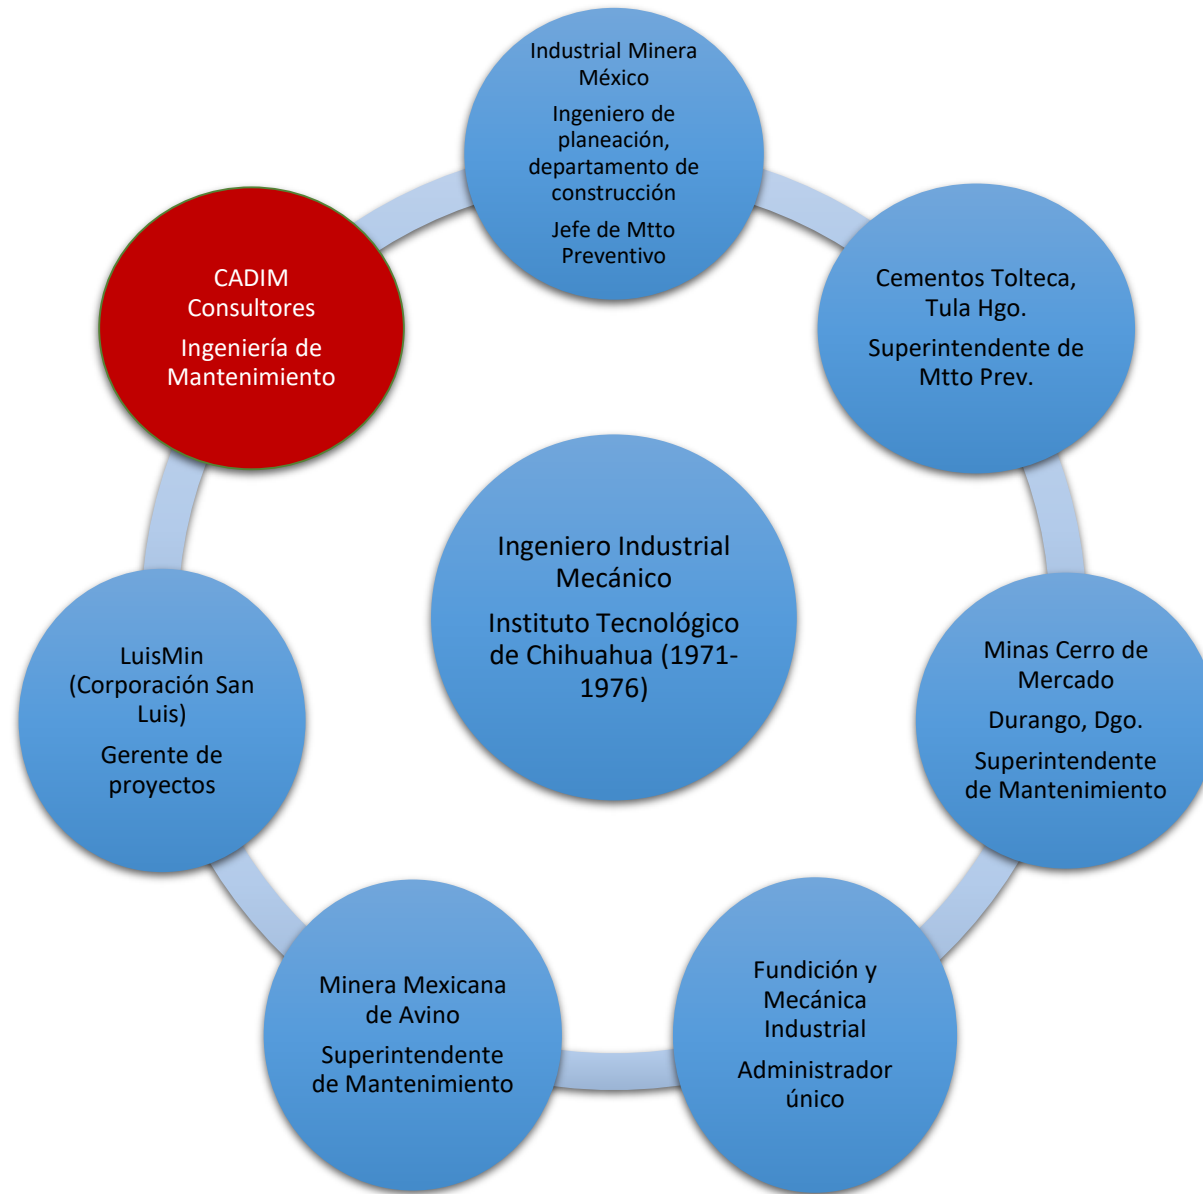 Industrial Minera
México
Ingeniero de
planeación,
departamento de
construcción
Jefe de Mtto
Preventivo
Cementos Tolteca,
Tula Hgo.
Superintendente de
Mtto Prev.
Minas Cerro de
Mercado
Durango, Dgo.
Superintendente
de Mantenimiento
Fundición y
Mecánica
Industrial
Administrador
único
Minera Mexicana
de Avino
Superintendente
de Mantenimiento
LuisMin
(Corporación San
Luis)
Gerente de
proyectos
CADIM
Consultores
Ingeniería de
Mantenimiento
Ingeniero Industrial
Mecánico
Instituto Tecnológico
de Chihuahua (1971-
1976)